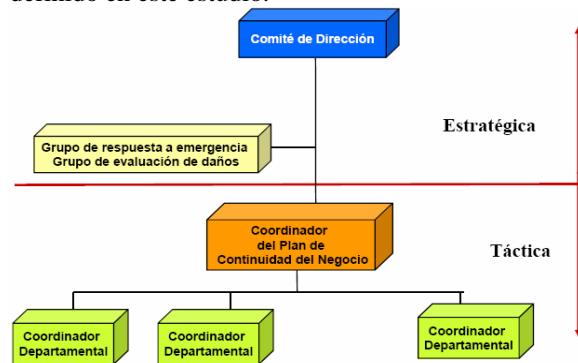 definido en este estudio.
Comité de Dirección
Estratégica
Grupo de respuesta a emergencia
Grupo de evaluación de daños
Coordinador
del Plan de
Continuidad del Negocio
Táctica
Coordinador
Departamental
Coordinador
Departamental
Coordinador
Departamental